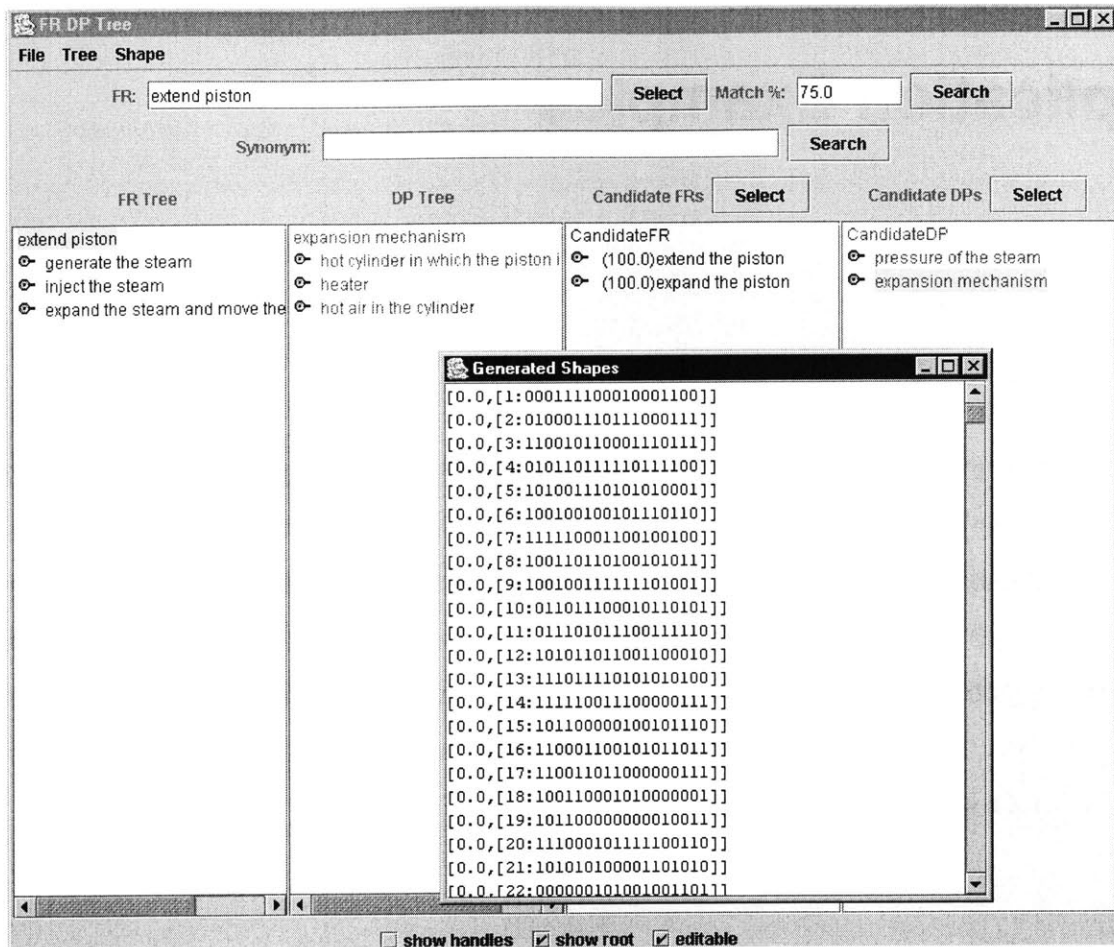 FR DP Tree
File Tree Shape
FR: extend piston Select Match %: 75.0 Search
Synonym: Search
FR Tree DP Tree Candidate FRs Select Candidate DPs Select
extend piston
generate the steam
inject the steam
expand the steam and move the
expansion mechanism
hot cylinder in which the piston i
heater
hot air in the cylinder
CandidateFR
(100.0)extend the piston
(100.0)expand the piston
CandidateDP
pressure of the steam
expansion mechanism
Generated Shapes
[0.0,[1:000111100010001100]]
[0.0,[2:010001110111000111]]
[0.0,[3:110010110001110111]]
[0.0,[4:010110111110111100]]
[0.0,[5:101001110101010001]]
[0.0,[6:100100100101110110]]
[0.0,[7:111110001100100100]]
[0.0,[8:100110110100101011]]
[0.0,[9:100100111111101001]]
[0.0,[10:011011100010110101]]
[0.0,[11:011101011100111110]]
[0.0,[12:101011011001100010]]
[0.0,[13:111011110101010100]]
[0.0,[14:111110011100000111]]
[0.0,[15:101100000100101110]]
[0.0,[16:110001100101011011]]
[0.0,[17:110011011000000111]]
[0.0,[18:100110001010000001]]
[0.0,[19:101100000000010011]]
[0.0,[20:111000101111100110]]
[0.0,[21:101010100001101010]]
[0.0,[22:000000101001001101]]
show handles show root editable